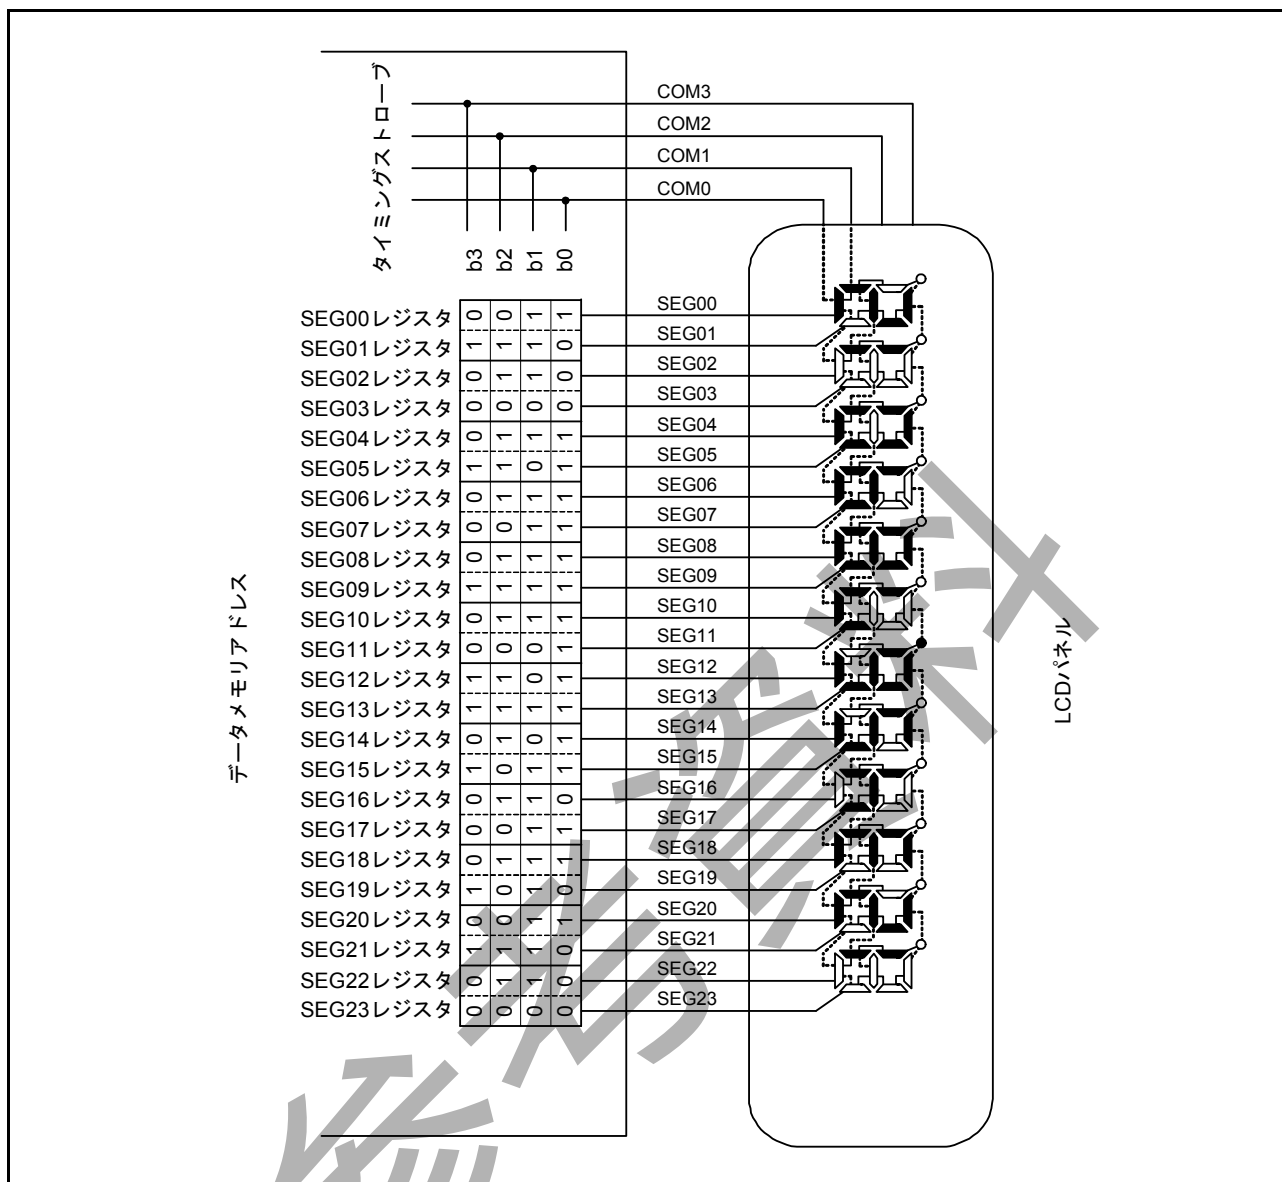 タイミングストローブ
COM3
COM2
COM1
COM0
b3 b2 b1 b0
データメモリアドレス
SEG00レジスタ 0 0 1 1 SEG00
SEG01レジスタ 1 1 1 0 SEG01
SEG02レジスタ 0 1 1 0 SEG02
SEG03レジスタ 0 0 0 0 SEG03
SEG04レジスタ 0 1 1 1 SEG04
SEG05レジスタ 1 1 0 1 SEG05
SEG06レジスタ 0 1 1 1 SEG06
SEG07レジスタ 0 0 1 1 SEG07
SEG08レジスタ 0 1 1 1 SEG08
SEG09レジスタ 1 1 1 1 SEG09
SEG10レジスタ 0 1 1 1 SEG10
SEG11レジスタ 0 0 0 1 SEG11
SEG12レジスタ 1 1 0 1 SEG12
SEG13レジスタ 1 1 1 1 SEG13
SEG14レジスタ 0 1 0 1 SEG14
SEG15レジスタ 1 0 1 1 SEG15
SEG16レジスタ 0 1 1 0 SEG16
SEG17レジスタ 0 0 1 1 SEG17
SEG18レジスタ 0 1 1 1 SEG18
SEG19レジスタ 1 0 1 0 SEG19
SEG20レジスタ 0 0 1 1 SEG20
SEG21レジスタ 1 1 1 0 SEG21
SEG22レジスタ 0 1 1 0 SEG22
SEG23レジスタ 0 0 0 0 SEG23
LCDパネル
参考資料